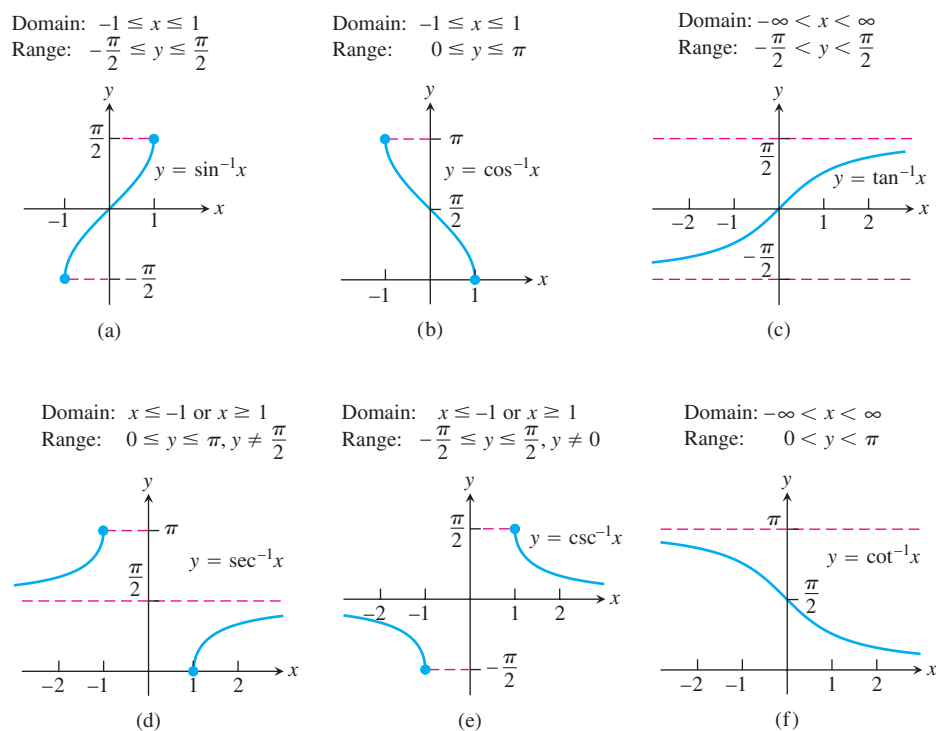 Domain: –1 ≤ x ≤ 1
Range: -π/2 ≤ y ≤ π/2
y
π/2
y = sin⁻¹x
–1
1
x
-π/2
(a)
Domain: –1 ≤ x ≤ 1
Range: 0 ≤ y ≤ π
y
π
y = cos⁻¹x
π/2
–1
1
x
(b)
Domain: –∞ < x < ∞
Range: -π/2 < y < π/2
y
π/2
y = tan⁻¹x
–2
–1
1
2
x
-π/2
(c)
Domain: x ≤ –1 or x ≥ 1
Range: 0 ≤ y ≤ π, y ≠ π/2
y
π
y = sec⁻¹x
π/2
–2
–1
1
2
x
(d)
Domain: x ≤ –1 or x ≥ 1
Range: -π/2 ≤ y ≤ π/2, y ≠ 0
y
π/2
y = csc⁻¹x
–2
–1
1
2
x
-π/2
(e)
Domain: –∞ < x < ∞
Range: 0 < y < π
y
π
y = cot⁻¹x
π/2
–2
–1
1
2
x
(f)